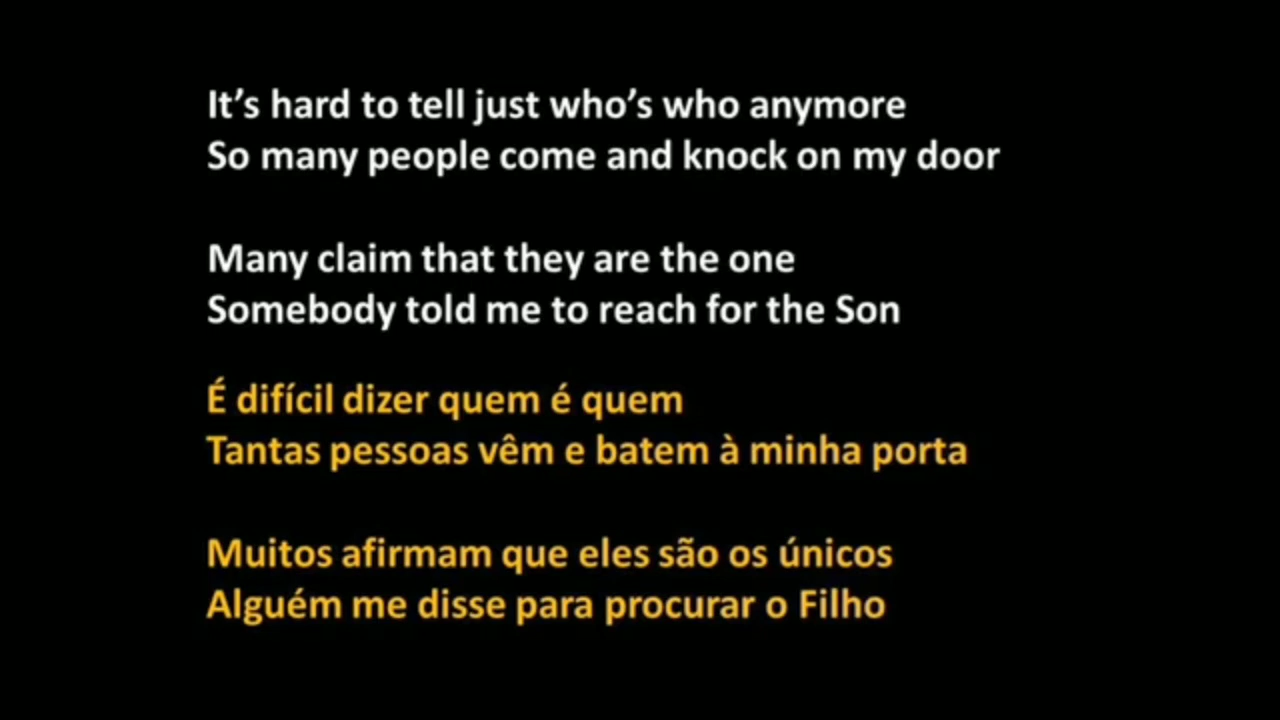 It’s hard to tell just who’s who anymore
So many people come and knock on my door
Many claim that they are the one
Somebody told me to reach for the Son
É difícil dizer quem é quem
Tantas pessoas vêm e batem à minha porta
Muitos afirmam que eles são os únicos
Alguém me disse para procurar o Filho